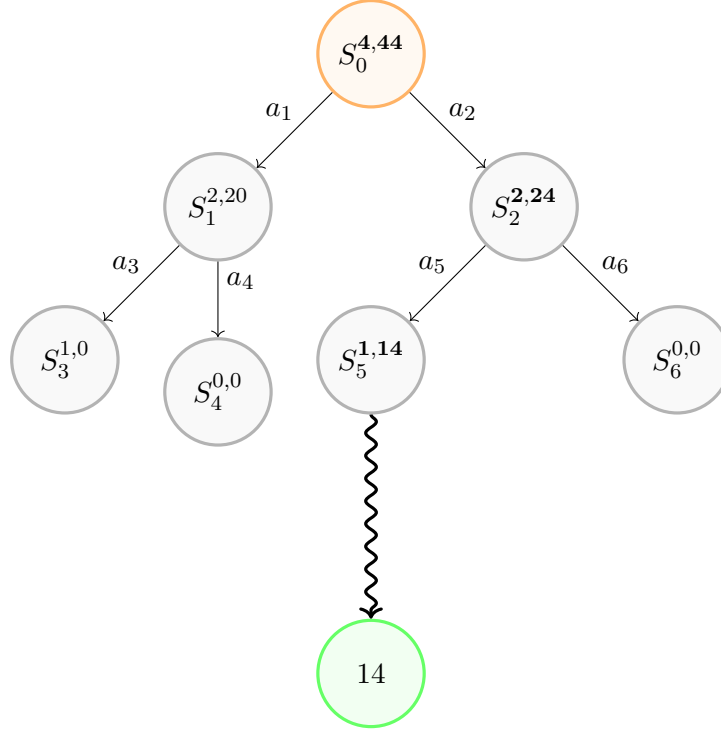 S_0^{4,44}
a_1 a_2
S_1^{2,20} S_2^{2,24}
a_3 a_4 a_5 a_6
S_3^{1,0} S_4^{0,0} S_5^{1,14} S_6^{0,0}
14